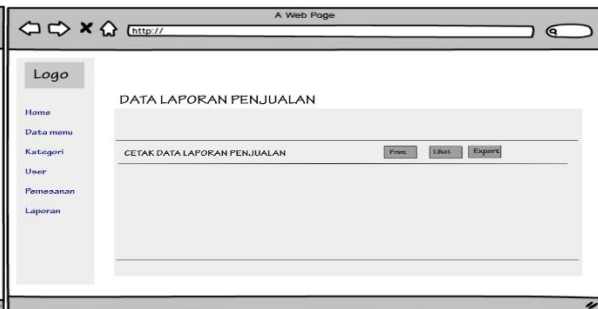 A Web Page
http://
Logo
Home
Data menu
Kategori
User
Pemesanan
Laporan
DATA LAPORAN PENJUALAN
CETAK DATA LAPORAN PENJUALAN
Print
Lihat
Export